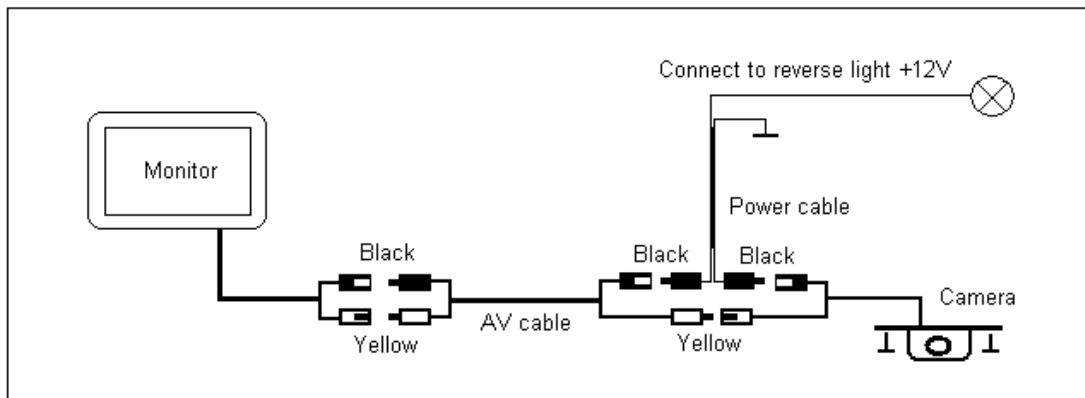 Connect to reverse light +12V
Monitor
Power cable
Black
Black
Black
Camera
AV cable
Yellow
Yellow